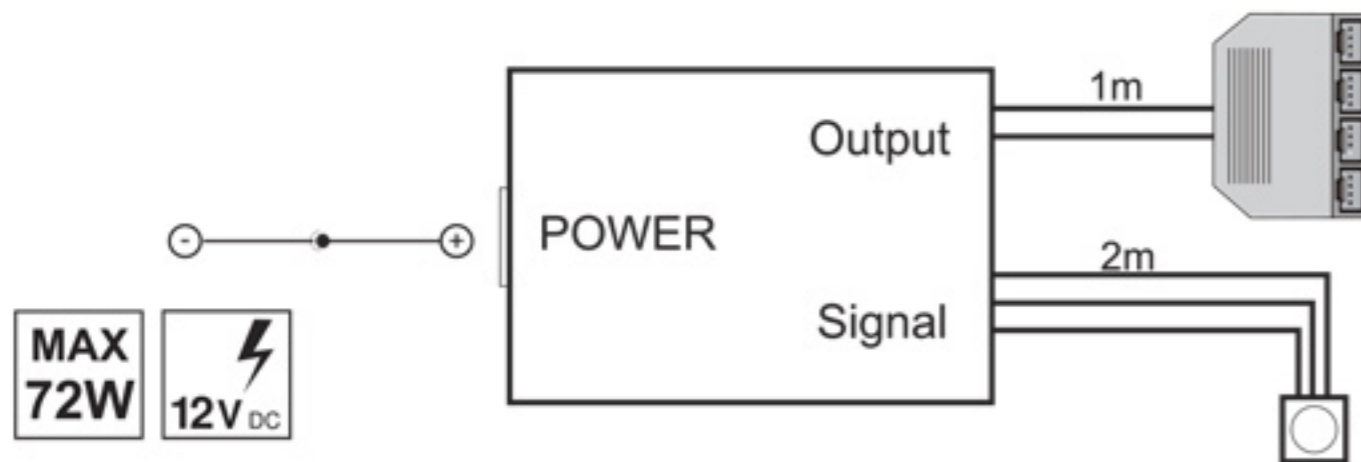 1m
Output
POWER
2m
Signal
- +
MAX
72W
12V DC